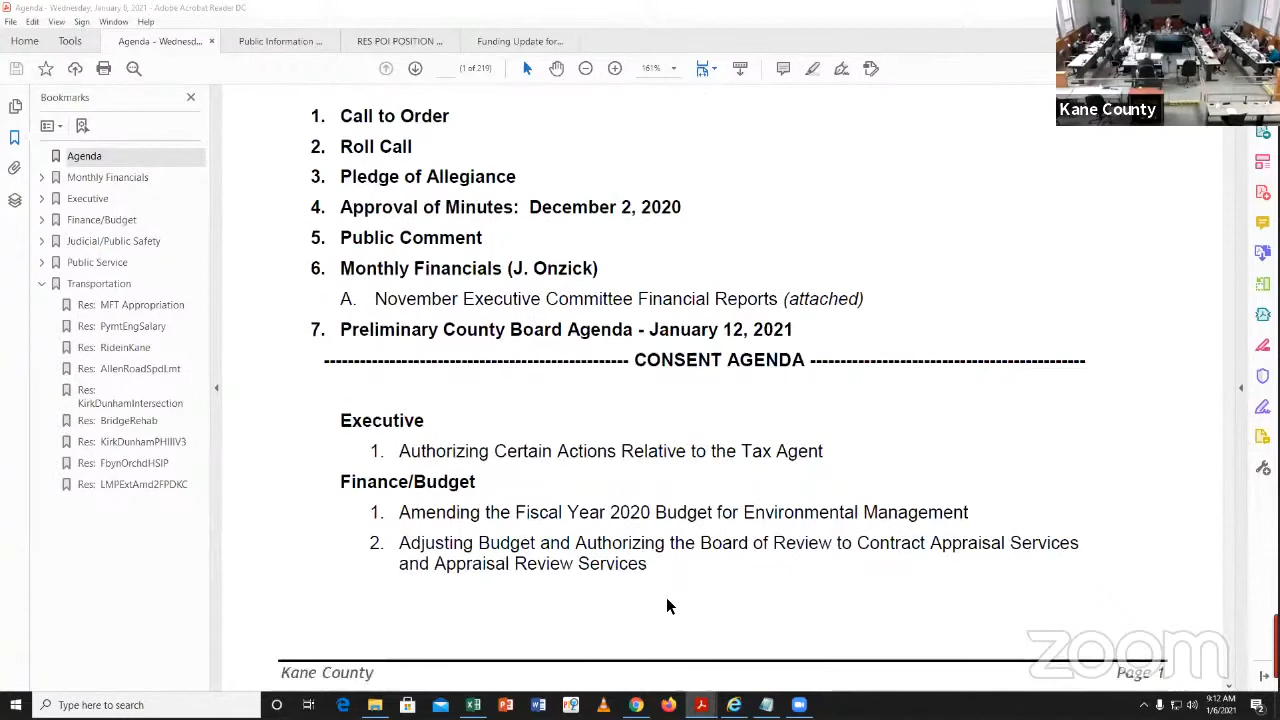 Agenda - Wednesday, January 6, 2021 - Adobe Acrobat Reader DC
File Edit View Sign Window Help
Home Tools Agenda - Wednesd... × Public Information ... RES POI POSITION ... Funding Update for...
(1 of 219) 161%
Bookmarks ×
Agenda
Monthly Financials
Executive
Finance/Budget
Judicial/Public Safety
Public Service
Transportation
Res: MFT Appropriation
Res: PymtEngSalary
Res: RideinKane
Res: AllenRoadSpdLmt
Res:
KirkDunhamIntersection
Res: BridgeRehab
Res: KirkDunhamPHIIIV3
Res: FbynOrchdHSIP
Res: LMPExtAmd2FPDKC
1. Call to Order
2. Roll Call
3. Pledge of Allegiance
4. Approval of Minutes: December 2, 2020
5. Public Comment
6. Monthly Financials (J. Onzick)
A. November Executive Committee Financial Reports (attached)
7. Preliminary County Board Agenda - January 12, 2021
-------------------------------------------------- CONSENT AGENDA ---------------------------------------------
Executive
1. Authorizing Certain Actions Relative to the Tax Agent
Finance/Budget
1. Amending the Fiscal Year 2020 Budget for Environmental Management
2. Adjusting Budget and Authorizing the Board of Review to Contract Appraisal Services
and Appraisal Review Services
Kane County Page 1
Kane County
zoom
Type here to search
9:12 AM
1/6/2021